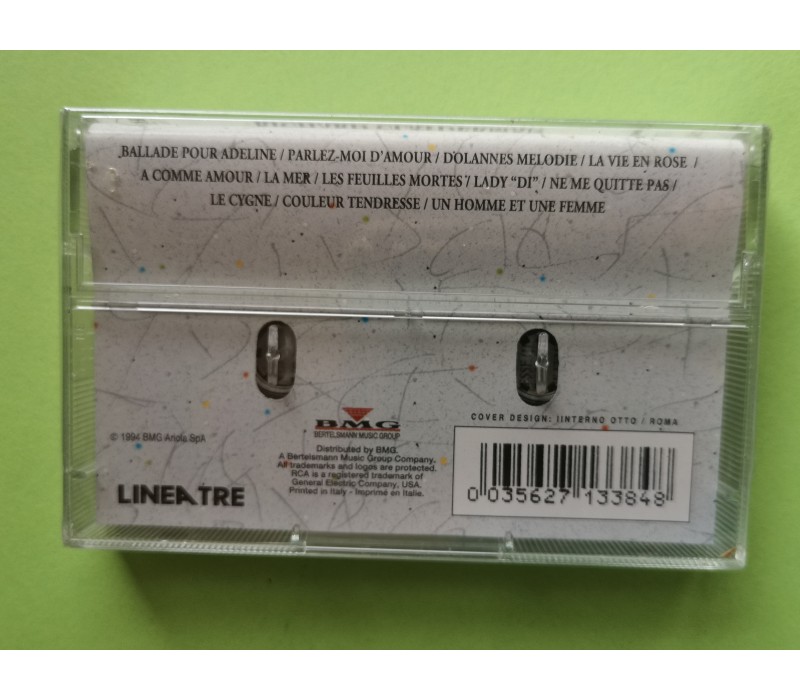 BALLADE POUR ADELINE / PARLEZ-MOI D'AMOUR / DOLANNES MELODIE / LA VIE EN ROSE /
A COMME AMOUR / LA MER / LES FEUILLES MORTES / LADY "DI" / NE ME QUITTE PAS /
LE CYGNE / COULEUR TENDRESSE / UN HOMME ET UNE FEMME
COVER DESIGN: IINTERNO OTTO / ROMA
© 1994 BMG Ariola SpA
BMG
BERTELSMANN MUSIC GROUP
Distributed by BMG.
A Bertelsmann Music Group Company.
All trademarks and logos are protected.
RCA is a registered trademark of
General Electric Company, USA.
Printed in Italy - Imprimé en Italie.
LINEATRE
0 035627 133848